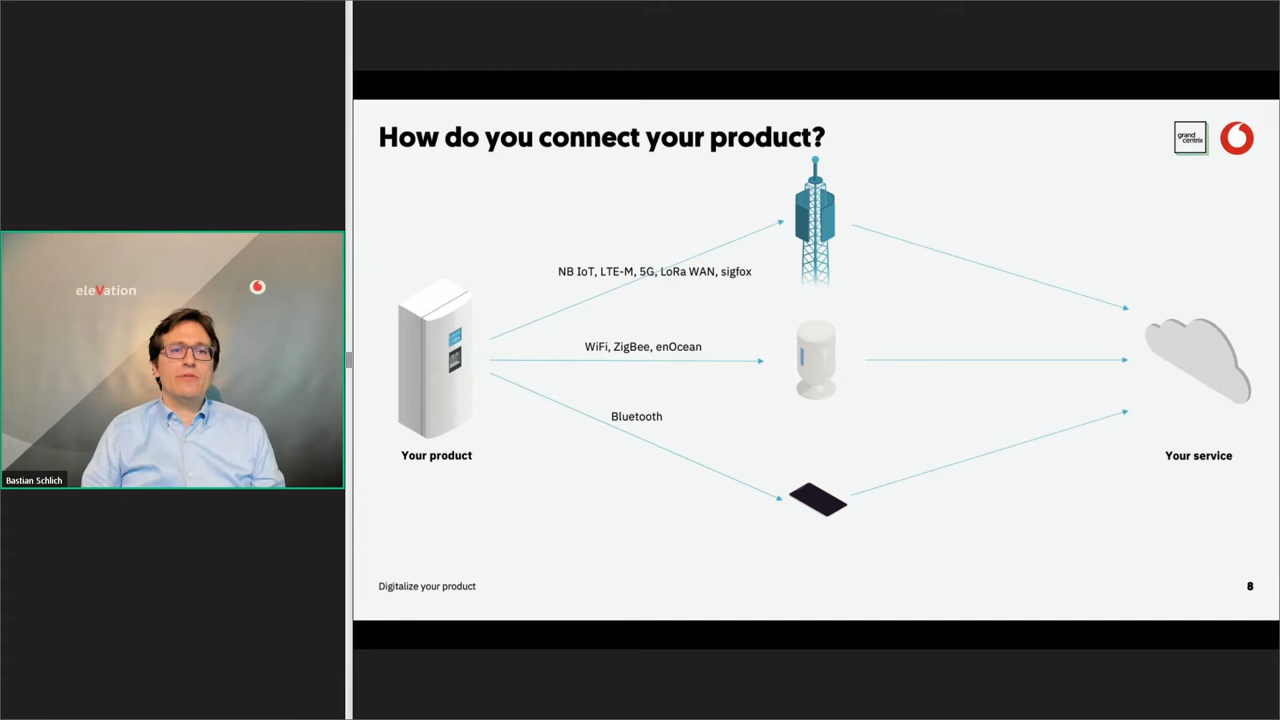 eleVation
Bastian Schlich
How do you connect your product?
grand
centrix
NB IoT, LTE-M, 5G, LoRa WAN, sigfox
WiFi, ZigBee, enOcean
Bluetooth
Your product
Your service
Digitalize your product
8